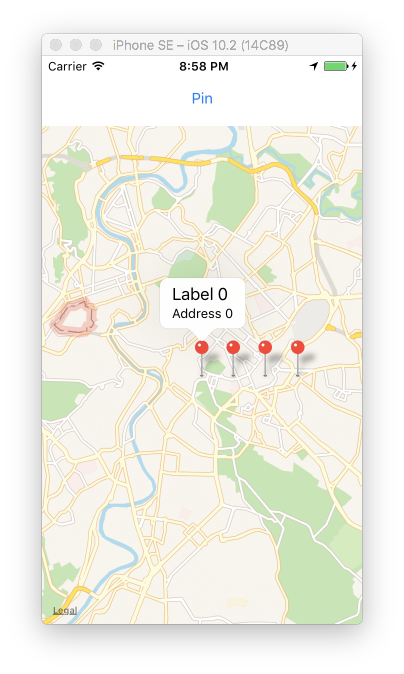 iPhone SE – iOS 10.2 (14C89)
Carrier 8:58 PM
Pin
Label 0
Address 0
Legal